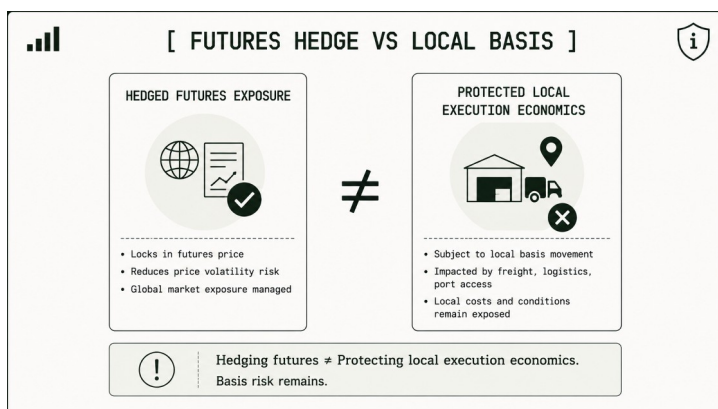 [ FUTURES HEDGE VS LOCAL BASIS ]
i
HEDGED FUTURES EXPOSURE
• Locks in futures price
• Reduces price volatility risk
• Global market exposure managed
≠
PROTECTED LOCAL
EXECUTION ECONOMICS
• Subject to local basis movement
• Impacted by freight, logistics,
port access
• Local costs and conditions
remain exposed
!
Hedging futures ≠ Protecting local execution economics.
Basis risk remains.